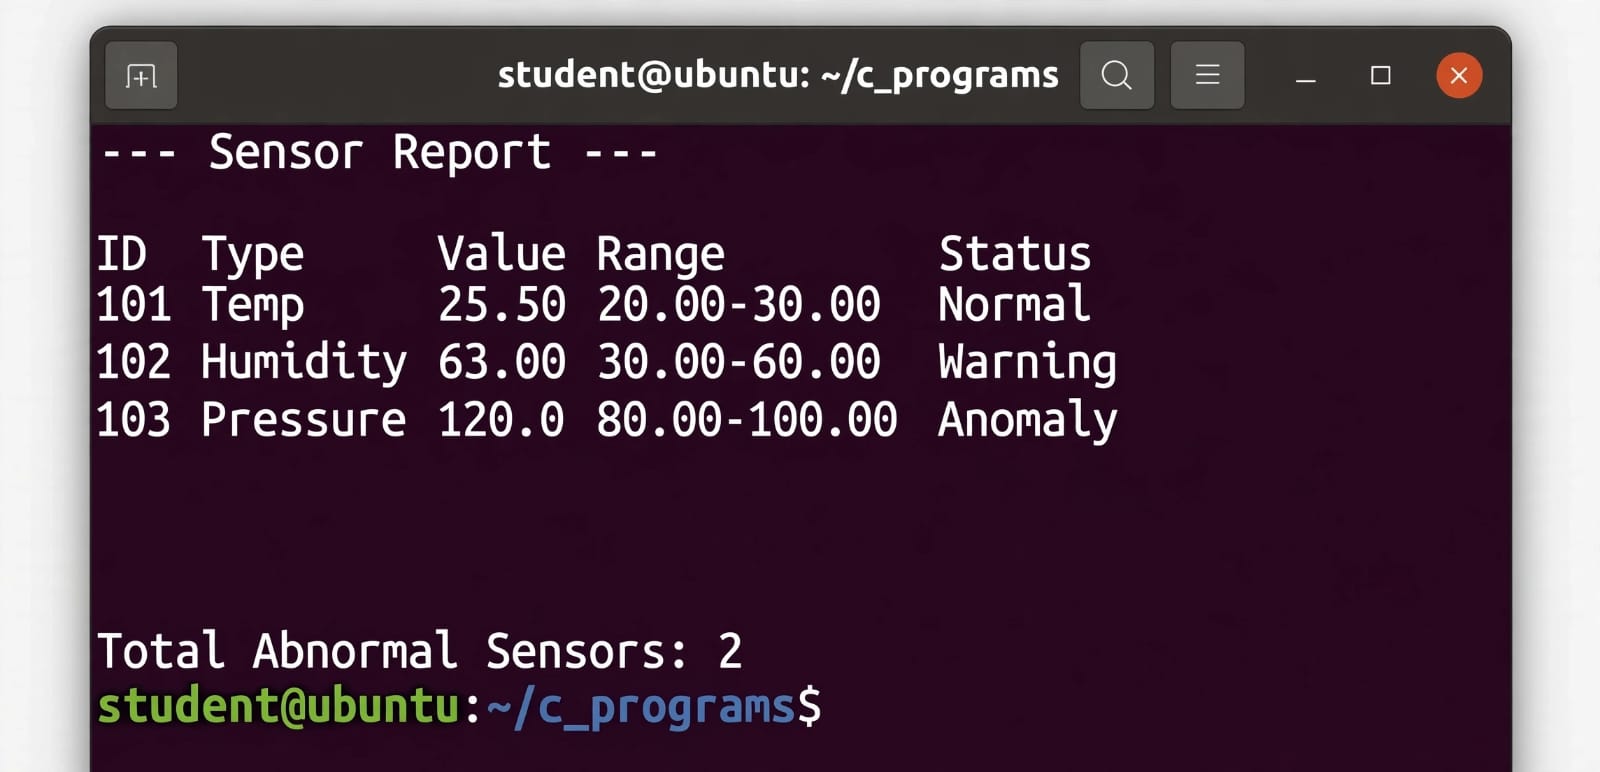 student@ubuntu: ~/c_programs
--- Sensor Report ---
ID Type Value Range Status
101 Temp 25.50 20.00-30.00 Normal
102 Humidity 63.00 30.00-60.00 Warning
103 Pressure 120.0 80.00-100.00 Anomaly
Total Abnormal Sensors: 2
student@ubuntu:~/c_programs$